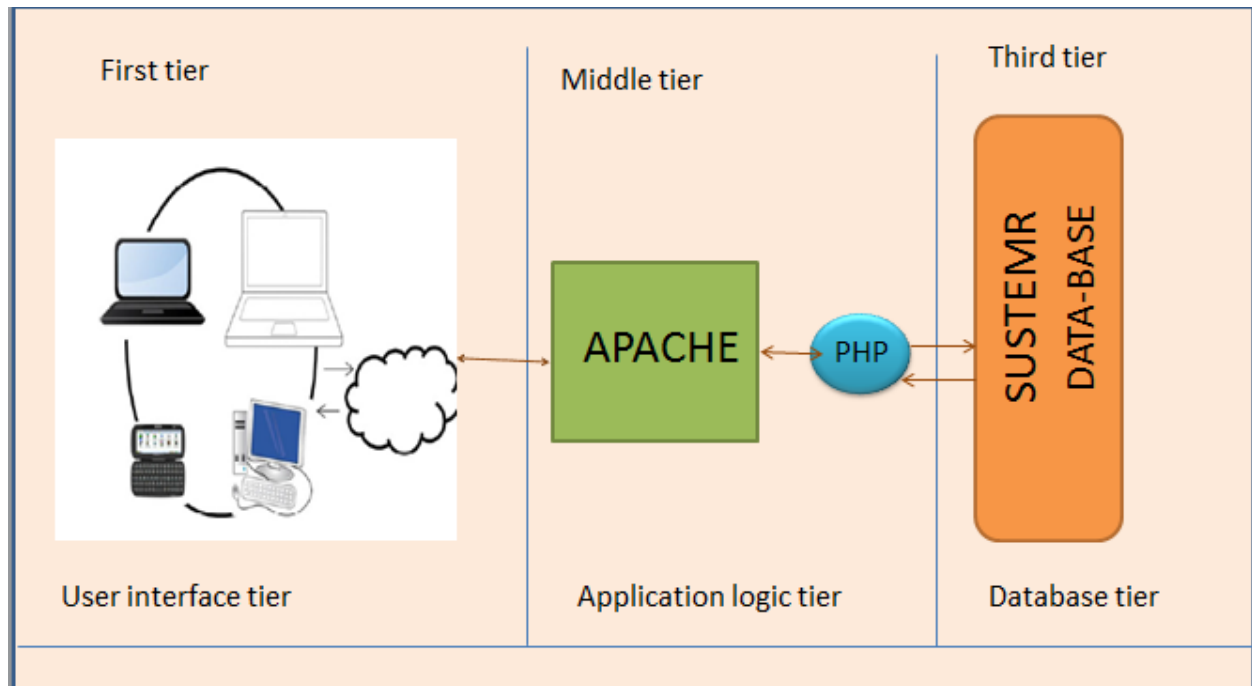 First tier
Middle tier
Third tier
APACHE
PHP
SUSTEMR
DATA-BASE
User interface tier
Application logic tier
Database tier